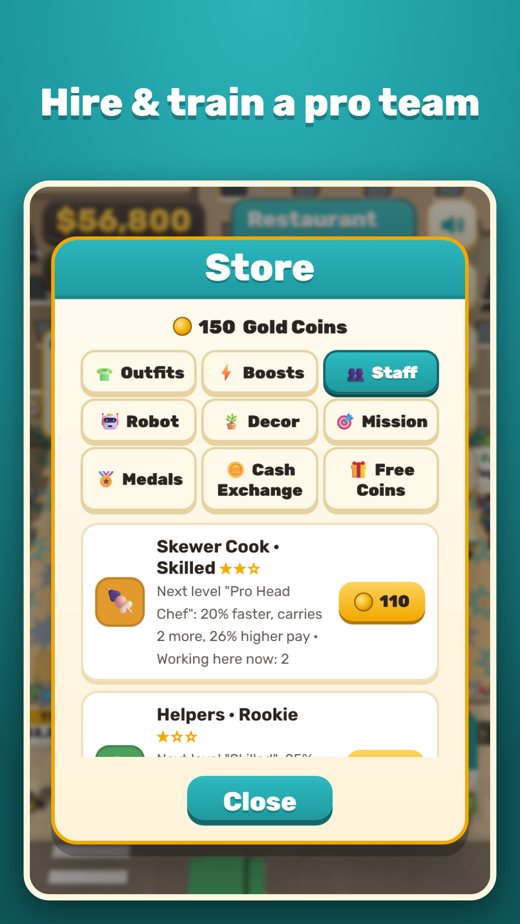 Hire & train a pro team
$56,800
Restaurant
Store
150 Gold Coins
Outfits
Boosts
Staff
Robot
Decor
Mission
Medals
Cash
Exchange
Free
Coins
Skewer Cook •
Skilled ★★☆
Next level "Pro Head
Chef": 20% faster, carries
2 more, 26% higher pay •
Working here now: 2
110
Helpers • Rookie
★☆☆
Close